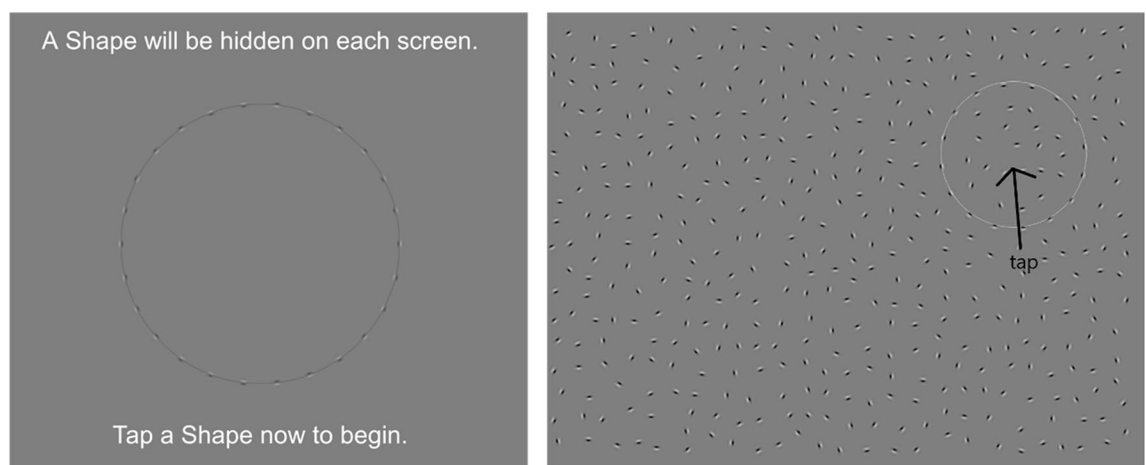 A Shape will be hidden on each screen.
Tap a Shape now to begin.
tap